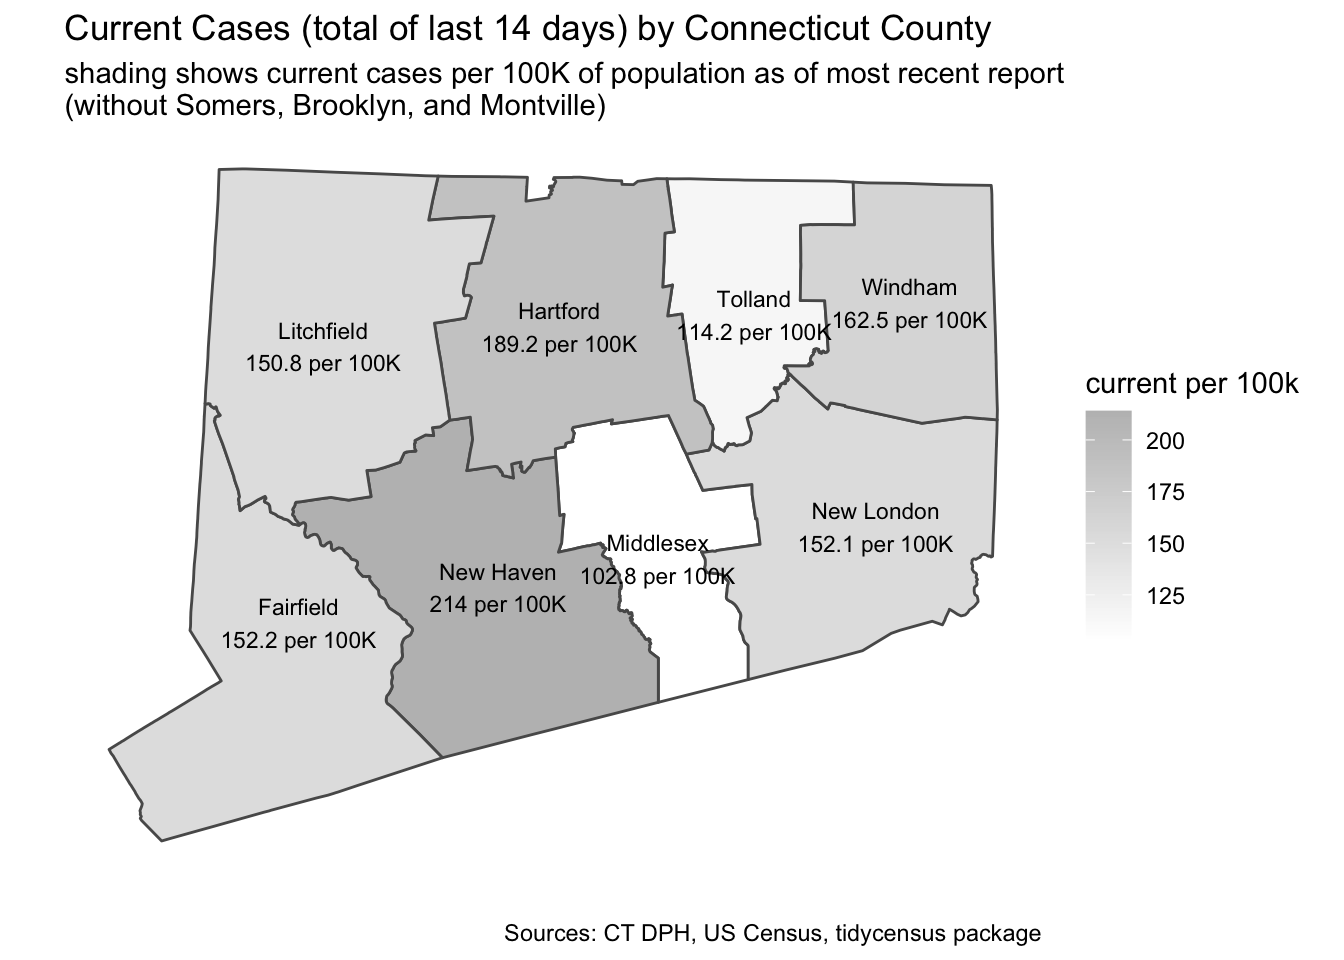 Current Cases (total of last 14 days) by Connecticut County
shading shows current cases per 100K of population as of most recent report
(without Somers, Brooklyn, and Montville)
Litchfield
150.8 per 100K
Hartford
189.2 per 100K
Tolland
114.2 per 100K
Windham
162.5 per 100K
New London
152.1 per 100K
Middlesex
102.8 per 100K
New Haven
214 per 100K
Fairfield
152.2 per 100K
current per 100k
200
175
150
125
Sources: CT DPH, US Census, tidycensus package